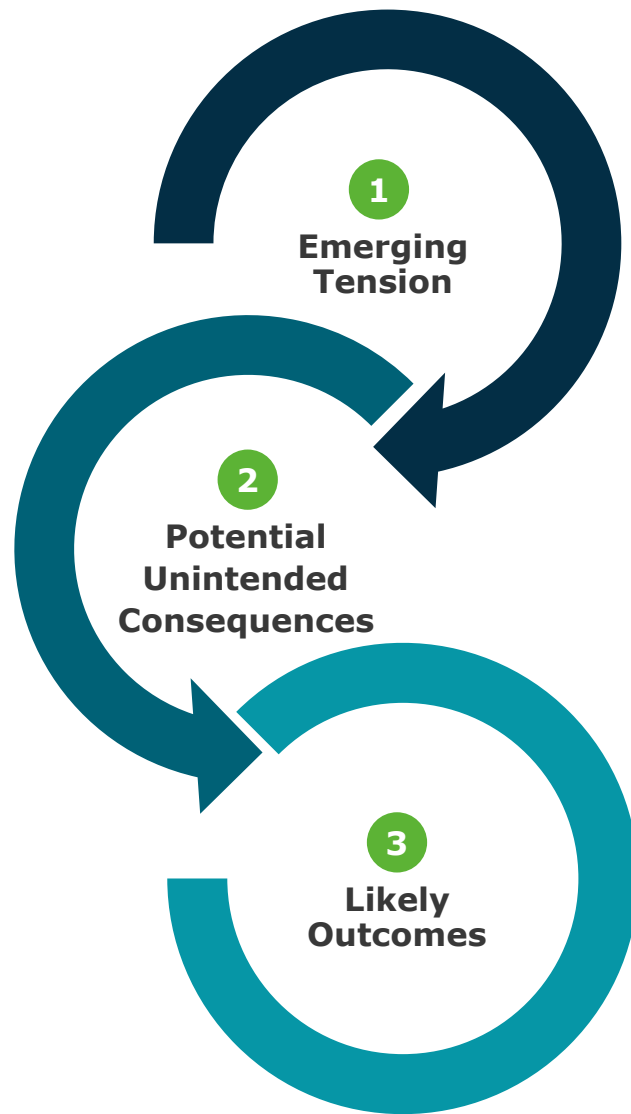 1
Emerging
Tension
2
Potential
Unintended
Consequences
3
Likely
Outcomes